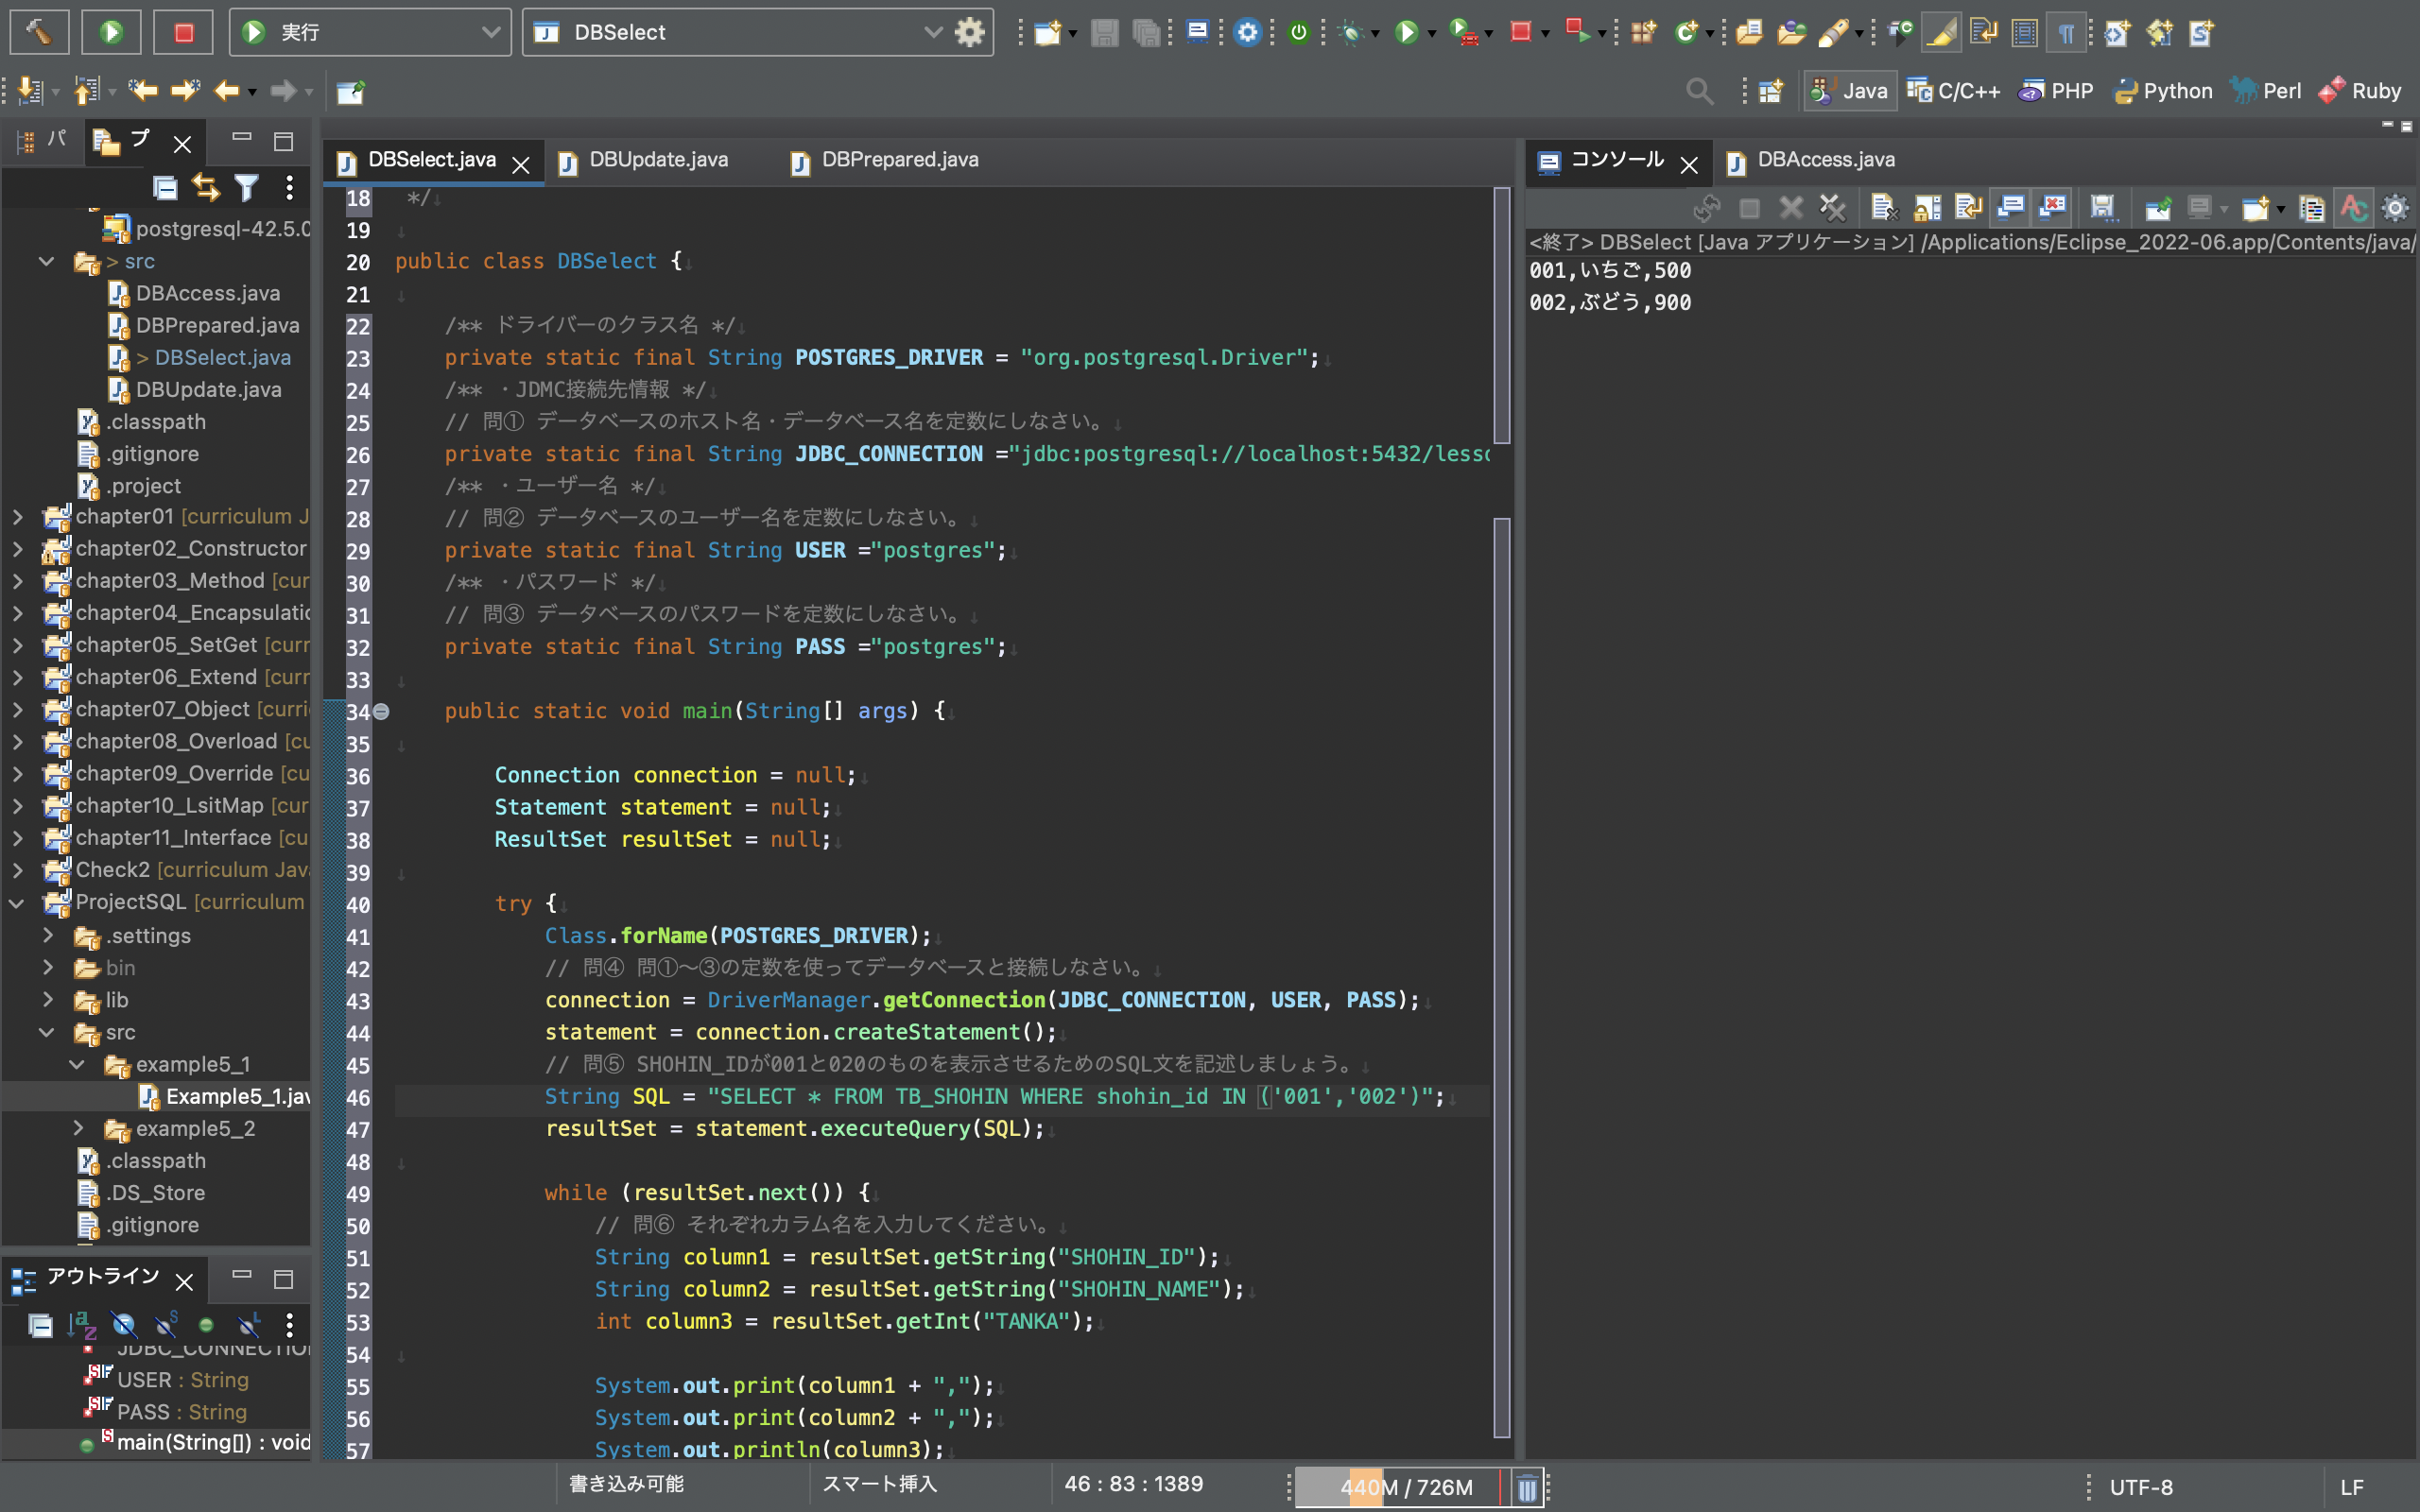 実行
DBSelect
Java
C/C++
PHP
Python
Perl
Ruby
パ
プ
postgresql-42.5.0
> src
DBAccess.java
DBPrepared.java
> DBSelect.java
DBUpdate.java
.classpath
.gitignore
.project
chapter01 [curriculum J
chapter02_Constructor
chapter03_Method [cur
chapter04_Encapsulatio
chapter05_SetGet [curr
chapter06_Extend [curr
chapter07_Object [curri
chapter08_Overload [cu
chapter09_Override [cu
chapter10_LsitMap [cur
chapter11_Interface [cu
Check2 [curriculum Jav
ProjectSQL [curriculum
.settings
bin
lib
src
example5_1
Example5_1.jav
example5_2
.classpath
.DS_Store
.gitignore
アウトライン
JDBC_CONNECTION
USER : String
PASS : String
main(String[]) : void
DBSelect.java
DBUpdate.java
DBPrepared.java
18 */
19
20 public class DBSelect {
21
22 /** ドライバーのクラス名 */
23 private static final String POSTGRES_DRIVER = "org.postgresql.Driver";
24 /** ・JDMC接続先情報 */
25 // 問① データベースのホスト名・データベース名を定数にしなさい。
26 private static final String JDBC_CONNECTION ="jdbc:postgresql://localhost:5432/lesso
27 /** ・ユーザー名 */
28 // 問② データベースのユーザー名を定数にしなさい。
29 private static final String USER ="postgres";
30 /** ・パスワード */
31 // 問③ データベースのパスワードを定数にしなさい。
32 private static final String PASS ="postgres";
33
34 public static void main(String[] args) {
35
36 Connection connection = null;
37 Statement statement = null;
38 ResultSet resultSet = null;
39
40 try {
41 Class.forName(POSTGRES_DRIVER);
42 // 問④ 問①〜③の定数を使ってデータベースと接続しなさい。
43 connection = DriverManager.getConnection(JDBC_CONNECTION, USER, PASS);
44 statement = connection.createStatement();
45 // 問⑤ SHOHIN_IDが001と020のものを表示させるためのSQL文を記述しましょう。
46 String SQL = "SELECT * FROM TB_SHOHIN WHERE shohin_id IN ('001','002')";
47 resultSet = statement.executeQuery(SQL);
48
49 while (resultSet.next()) {
50 // 問⑥ それぞれカラム名を入力してください。
51 String column1 = resultSet.getString("SHOHIN_ID");
52 String column2 = resultSet.getString("SHOHIN_NAME");
53 int column3 = resultSet.getInt("TANKA");
54
55 System.out.print(column1 + ",");
56 System.out.print(column2 + ",");
57 System.out.println(column3);
コンソール
DBAccess.java
<終了> DBSelect [Java アプリケーション] /Applications/Eclipse_2022-06.app/Contents/java/
001,いちご,500
002,ぶどう,900
書き込み可能
スマート挿入
46 : 83 : 1389
440M / 726M
UTF-8
LF